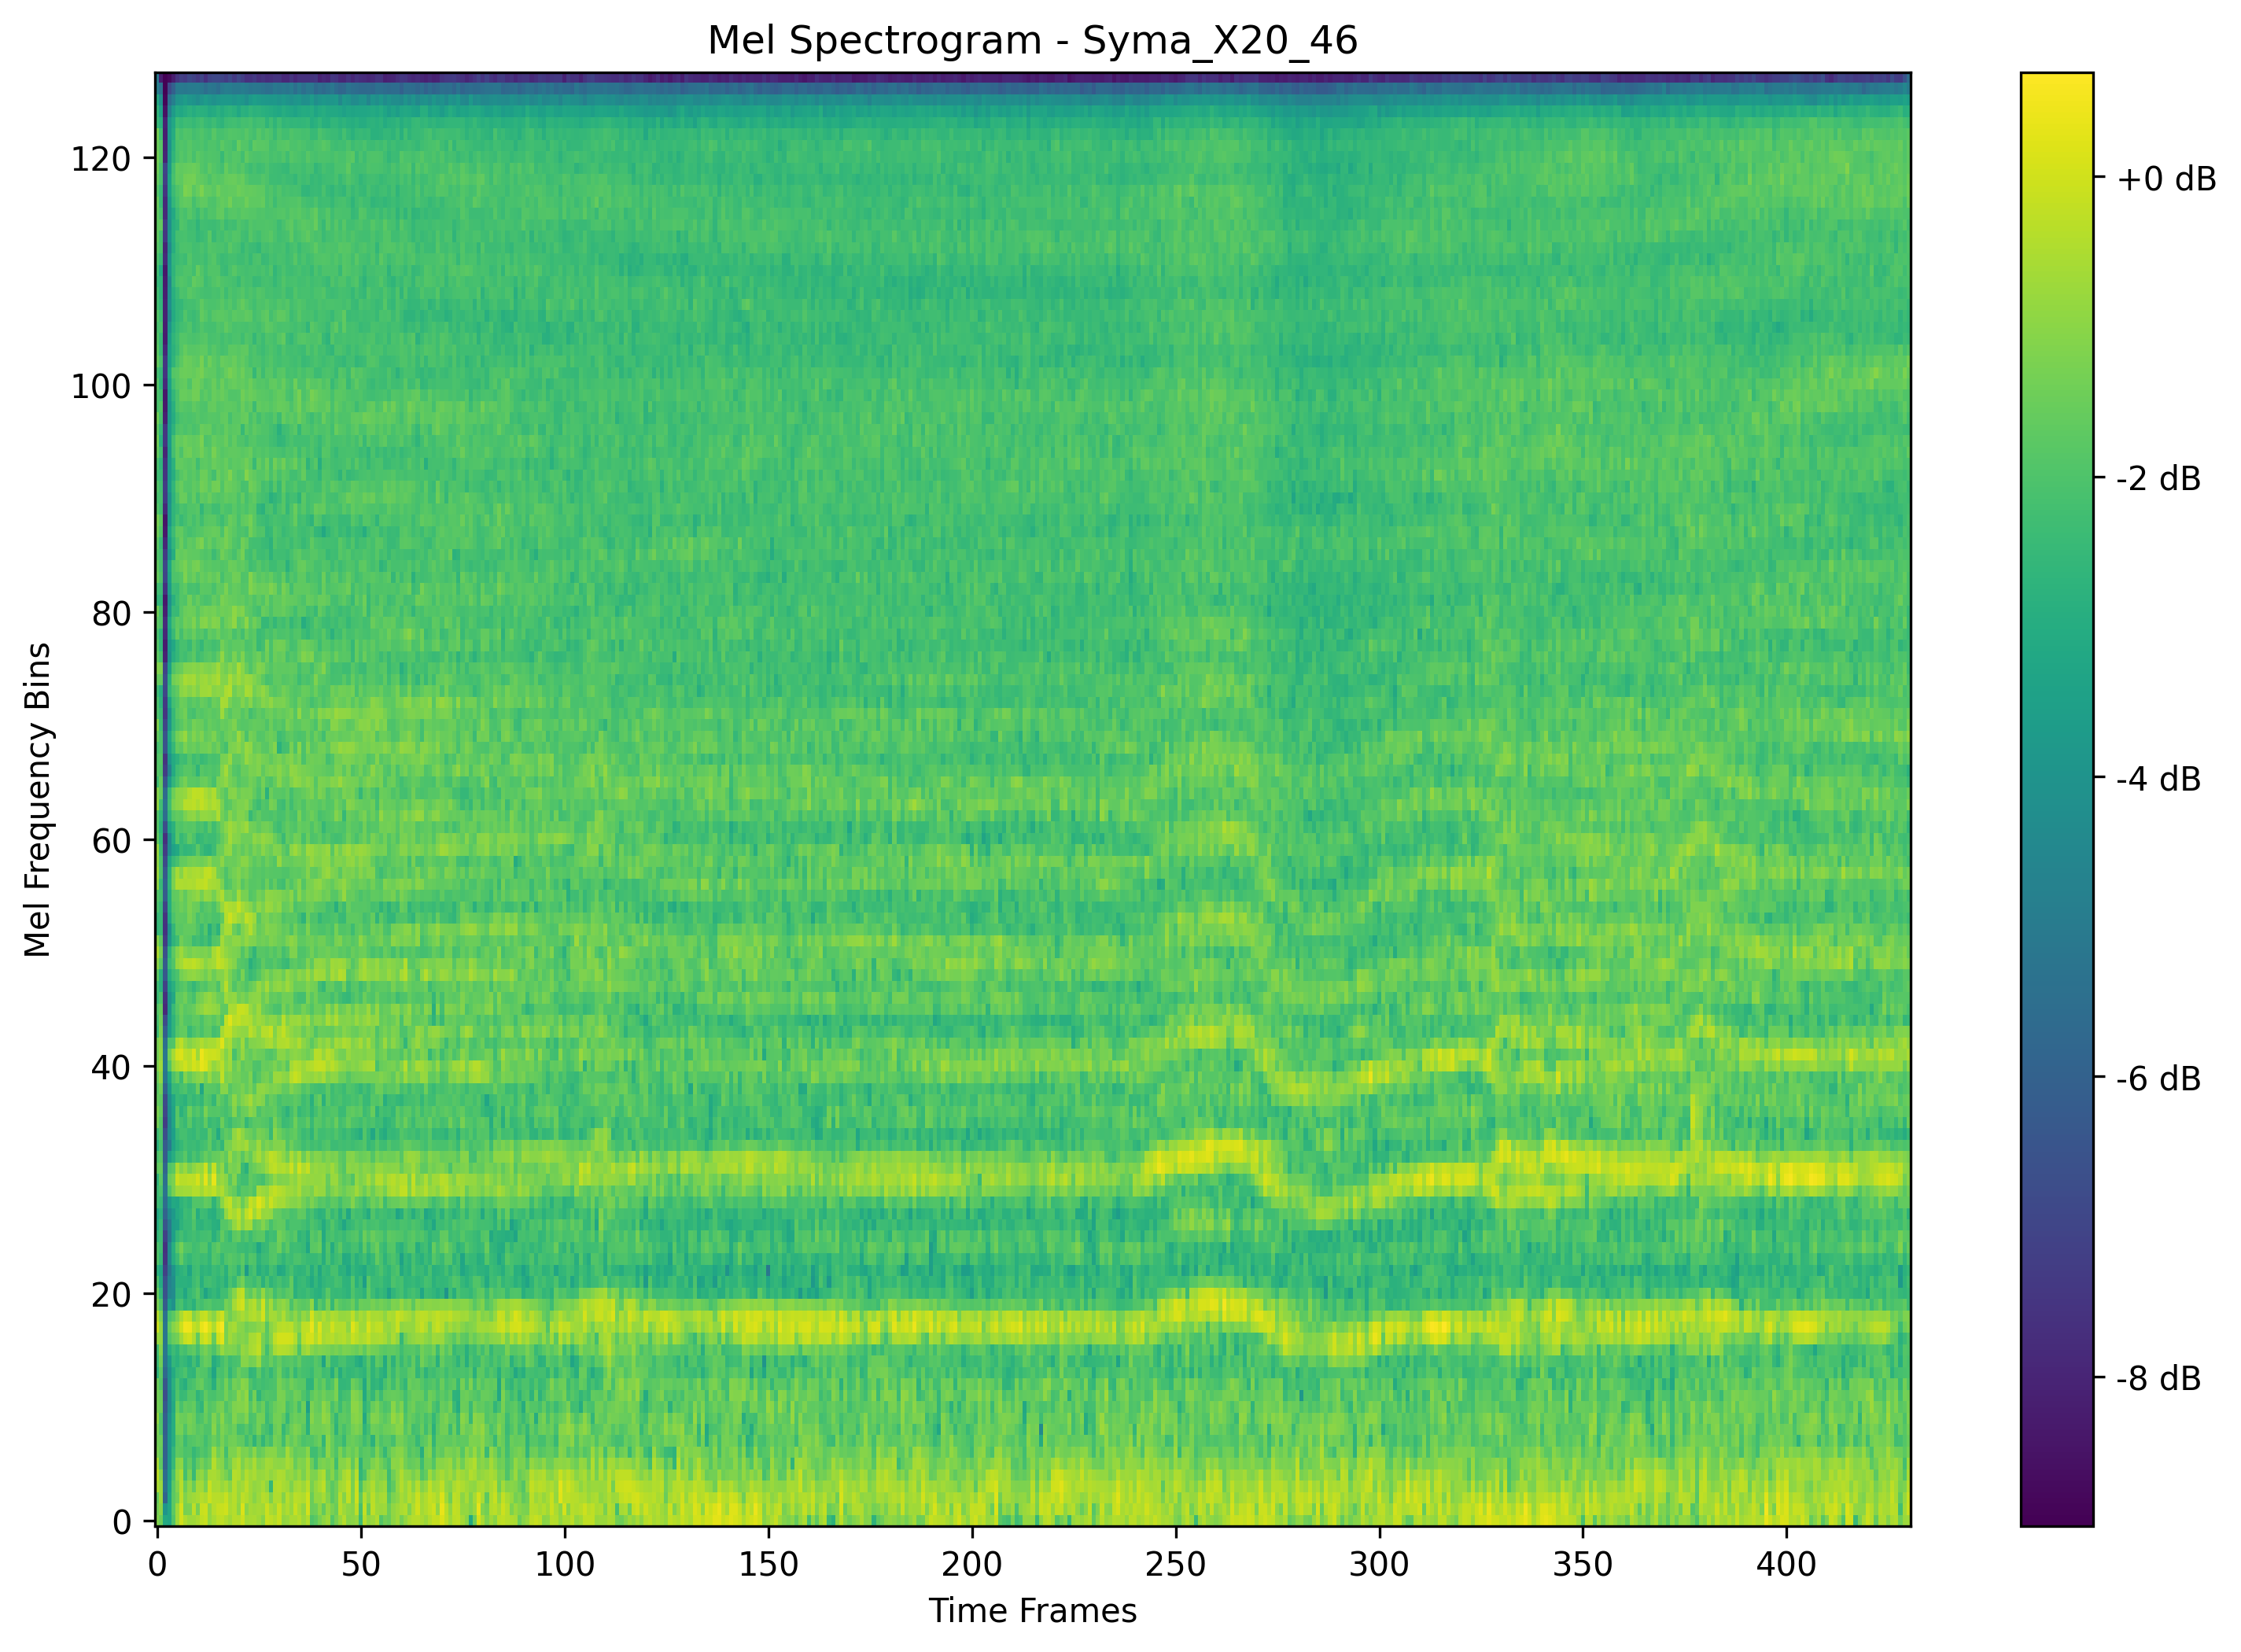 Mel Spectrogram - Syma_X20_46
Mel Frequency Bins
120
100
80
60
40
20
0
0 50 100 150 200 250 300 350 400
Time Frames
+0 dB
-2 dB
-4 dB
-6 dB
-8 dB